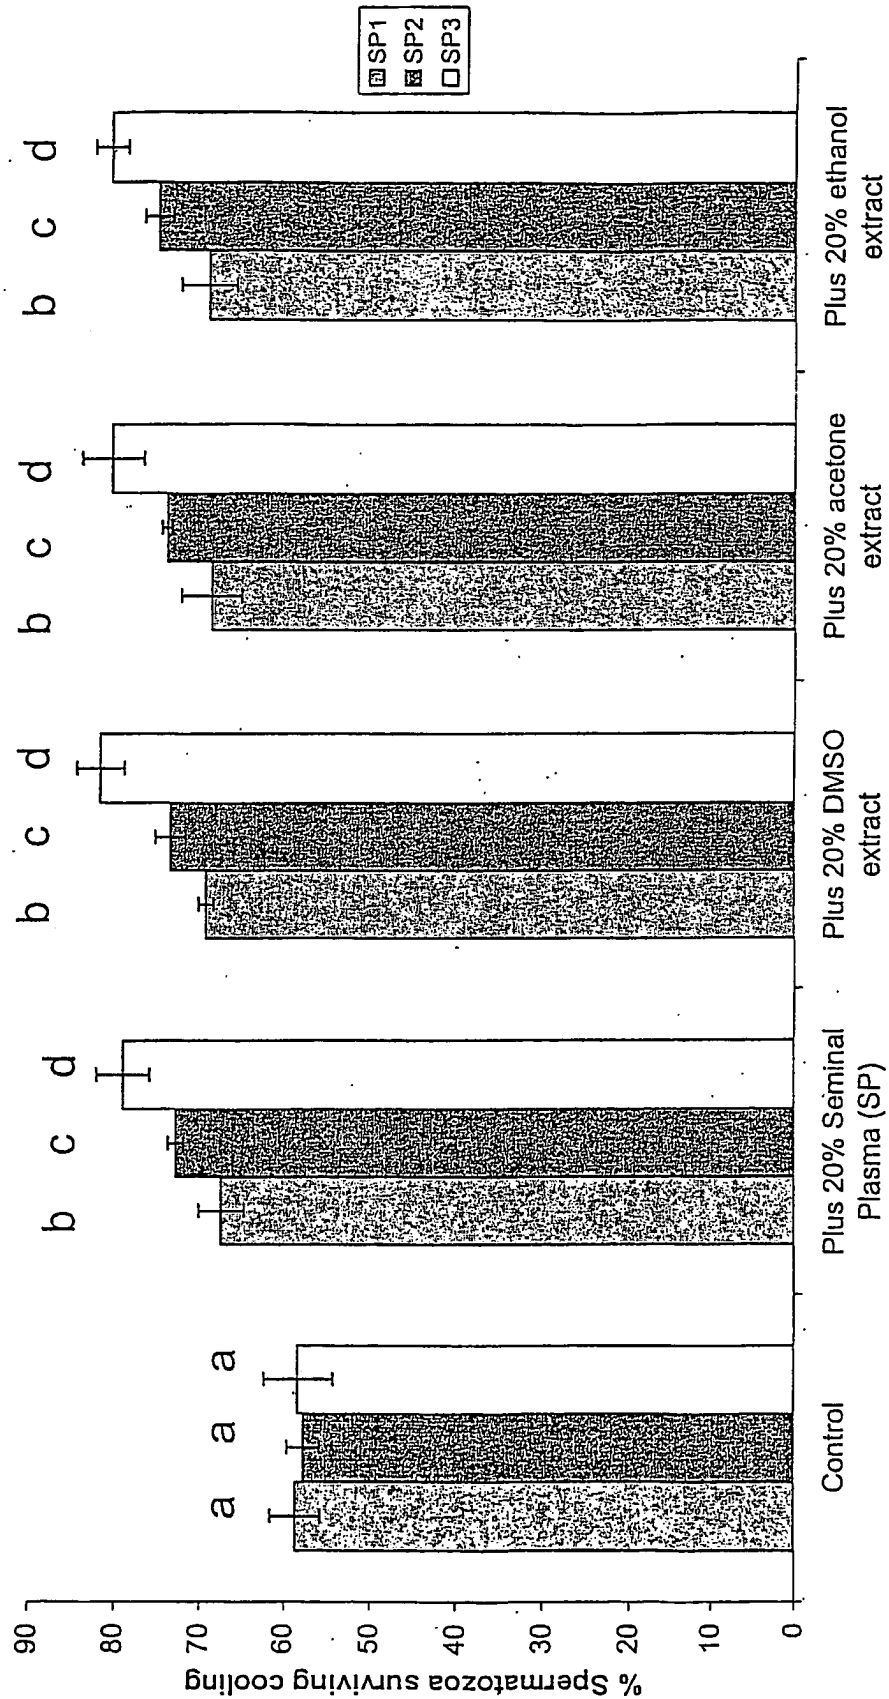 % Spermatozoa surviving cooling
90
80
70
60
50
40
30
20
10
0
a a a
b c d
b c d
b c d
b c d
Control
Plus 20% Seminal
Plasma (SP)
Plus 20% DMSO
extract
Plus 20% acetone
extract
Plus 20% ethanol
extract
SP1
SP2
SP3